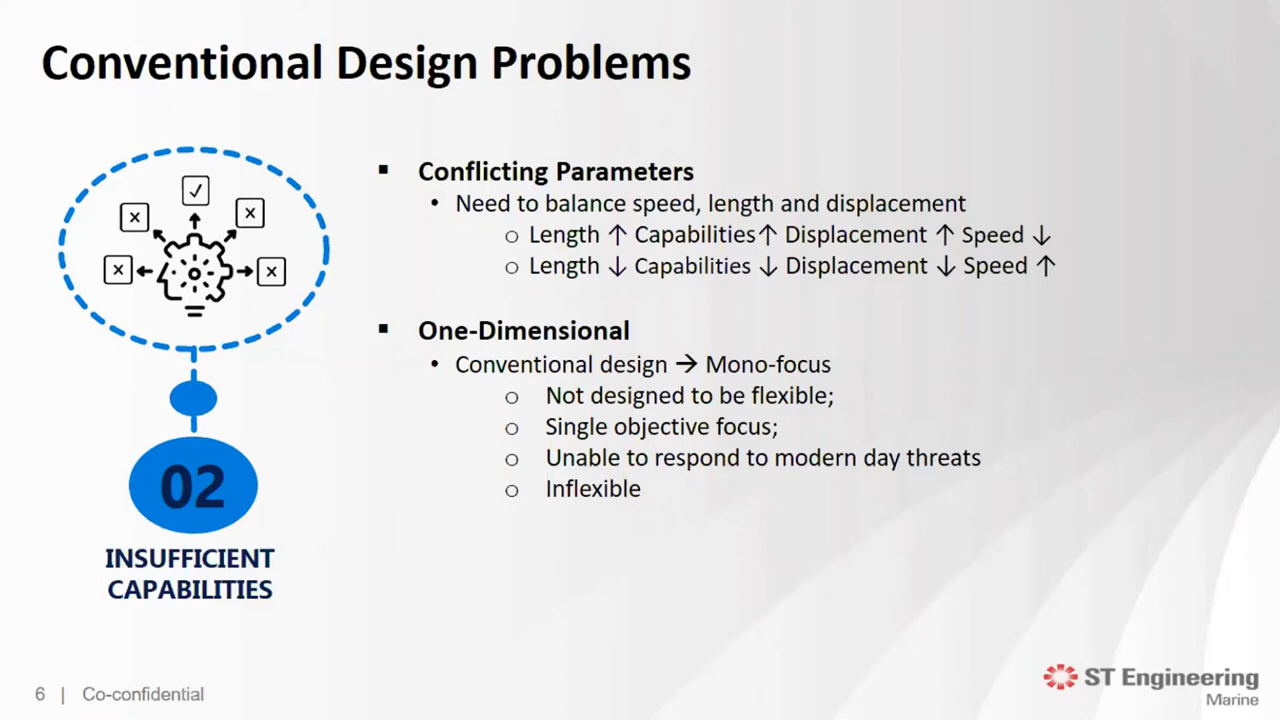 Conventional Design Problems
▪ Conflicting Parameters
• Need to balance speed, length and displacement
○ Length ↑ Capabilities↑ Displacement ↑ Speed ↓
○ Length ↓ Capabilities ↓ Displacement ↓ Speed ↑
▪ One-Dimensional
• Conventional design → Mono-focus
○ Not designed to be flexible;
○ Single objective focus;
○ Unable to respond to modern day threats
○ Inflexible
02
INSUFFICIENT
CAPABILITIES
6 | Co-confidential
ST Engineering
Marine